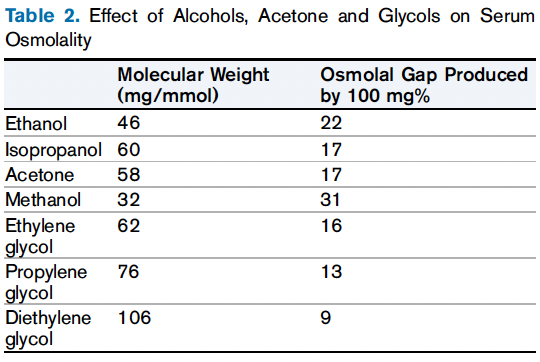 Table 2. Effect of Alcohols, Acetone and Glycols on Serum
Osmolality
Molecular Weight Osmolal Gap Produced
(mg/mmol) by 100 mg%
Ethanol 46 22
Isopropanol 60 17
Acetone 58 17
Methanol 32 31
Ethylene 62 16
glycol
Propylene 76 13
glycol
Diethylene 106 9
glycol